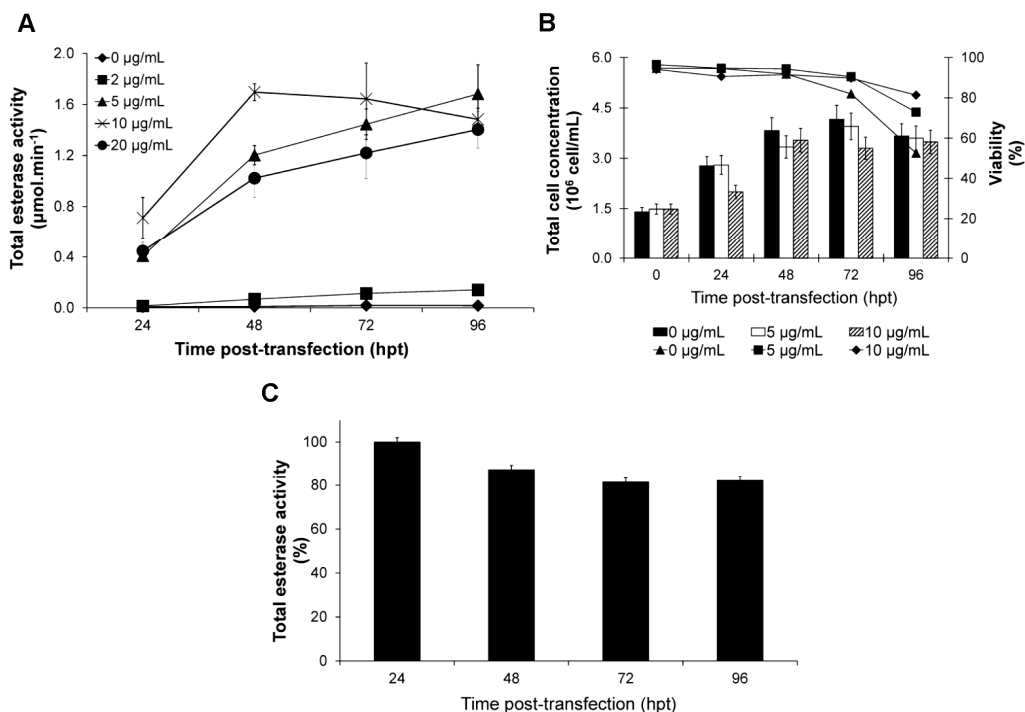 A
Total esterase activity
(µmol.min⁻¹)
2.0
1.6
1.2
0.8
0.4
0.0
0 µg/mL
2 µg/mL
5 µg/mL
10 µg/mL
20 µg/mL
24 48 72 96
Time post-transfection (hpt)
B
Total cell concentration
(10⁶ cell/mL)
6.0
4.5
3.0
1.5
0.0
100
80
60
40
20
0
Viability
(%)
0 24 48 72 96
Time post-transfection (hpt)
0 µg/mL 5 µg/mL 10 µg/mL
0 µg/mL 5 µg/mL 10 µg/mL
C
Total esterase activity
(%)
100
80
60
40
20
0
24 48 72 96
Time post-transfection (hpt)